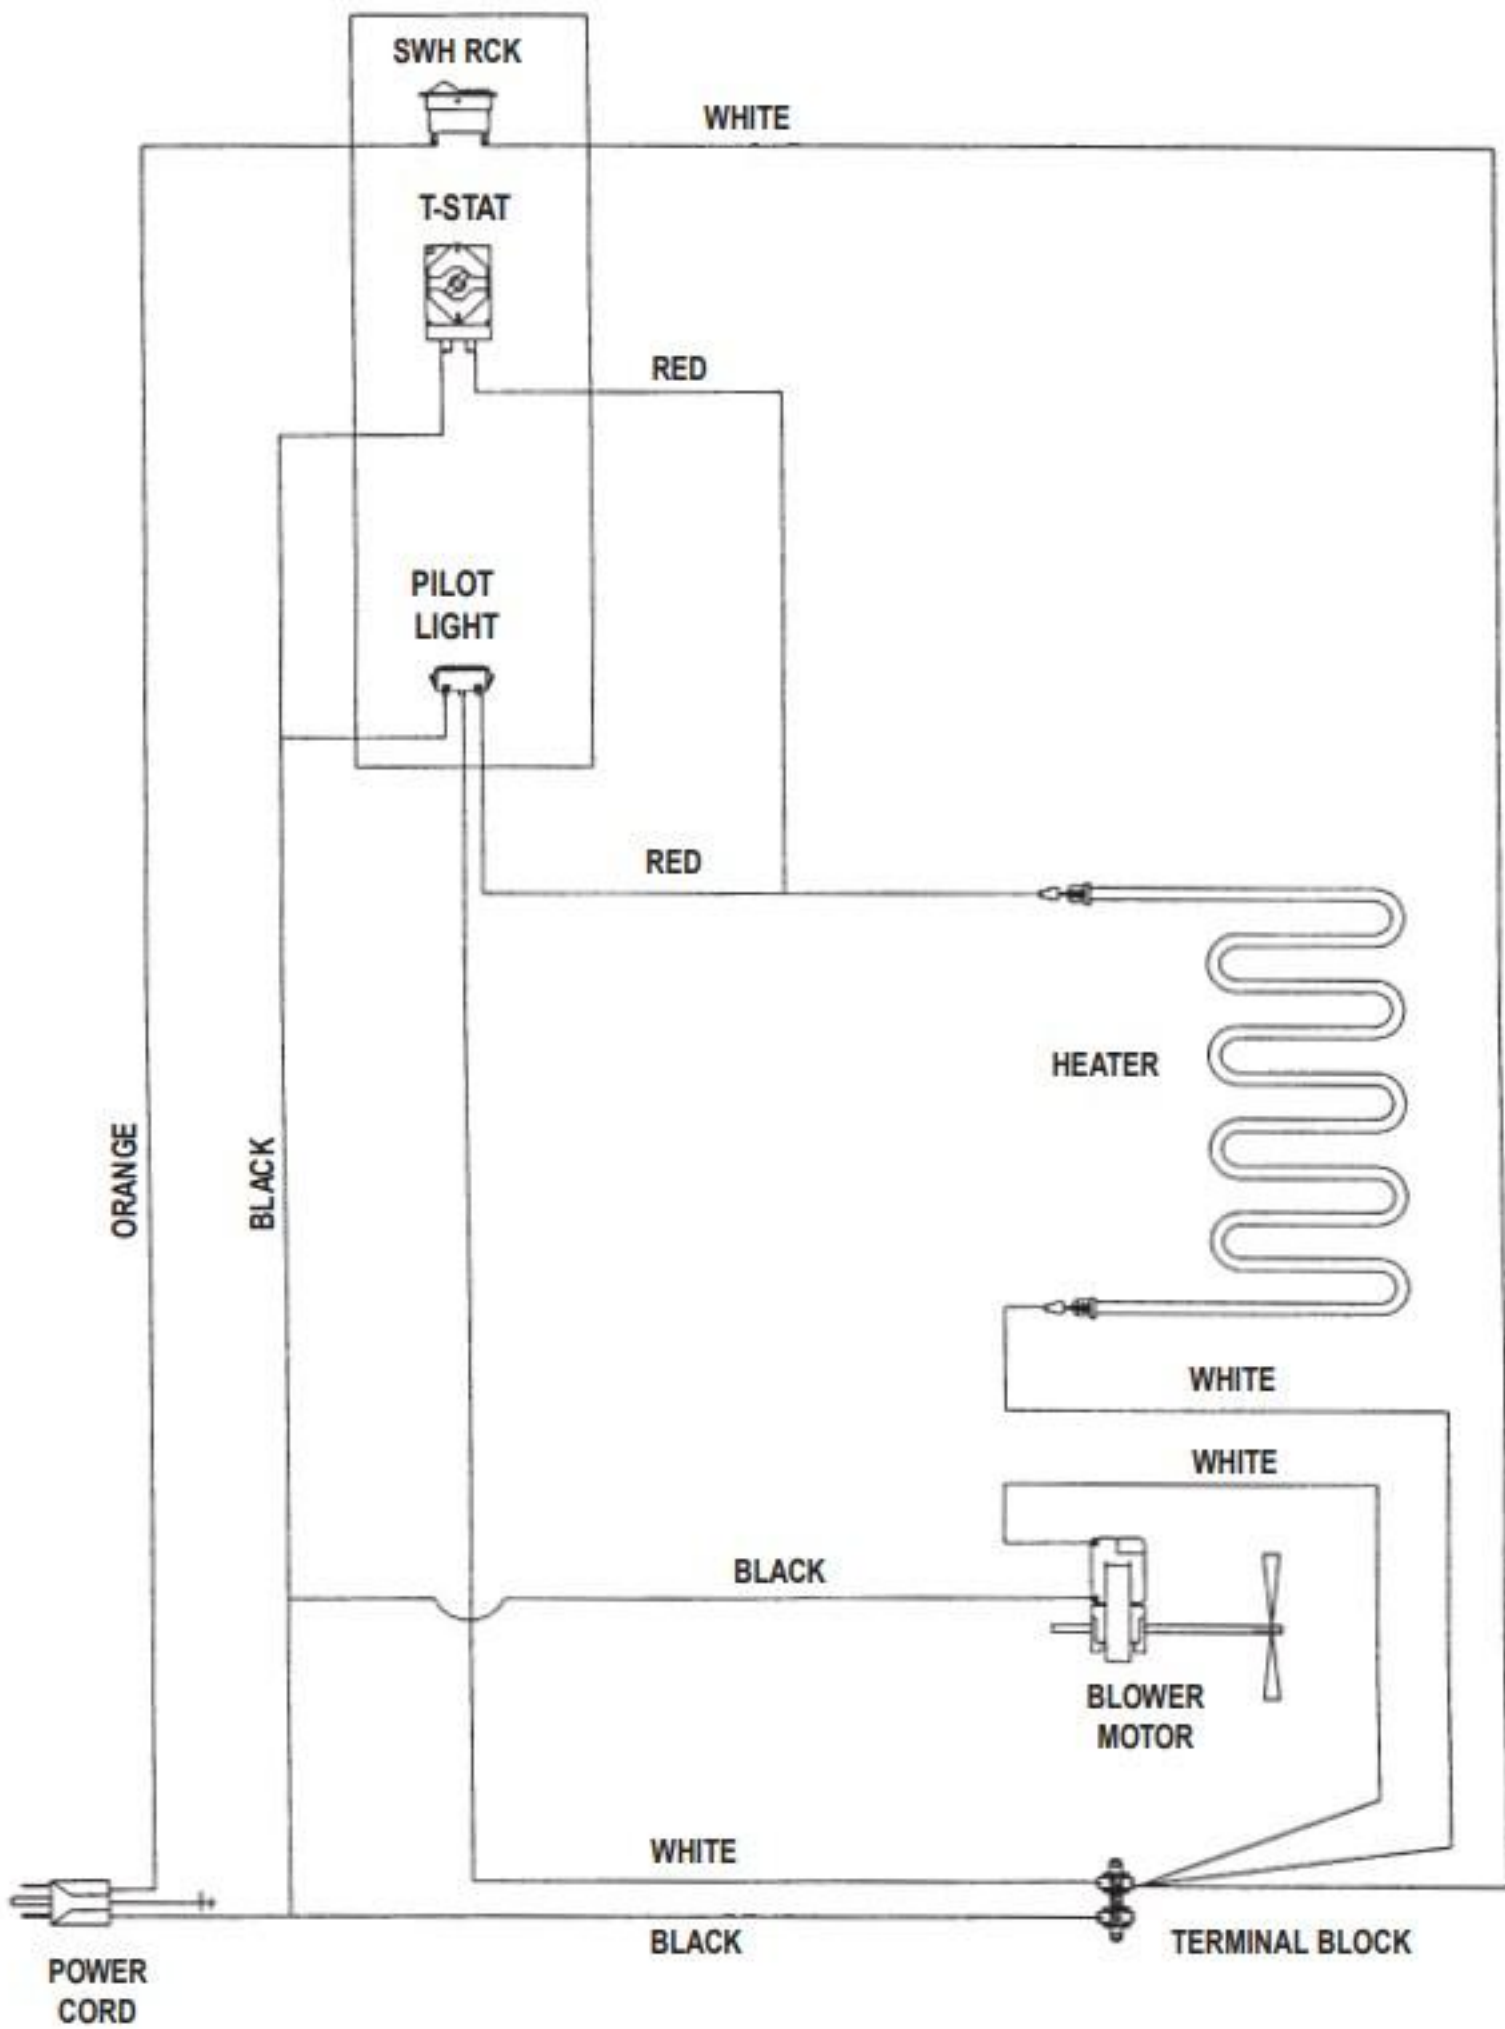 SWH RCK
WHITE
T-STAT
RED
PILOT
LIGHT
RED
HEATER
ORANGE
BLACK
WHITE
WHITE
BLACK
BLOWER
MOTOR
WHITE
BLACK
TERMINAL BLOCK
POWER
CORD